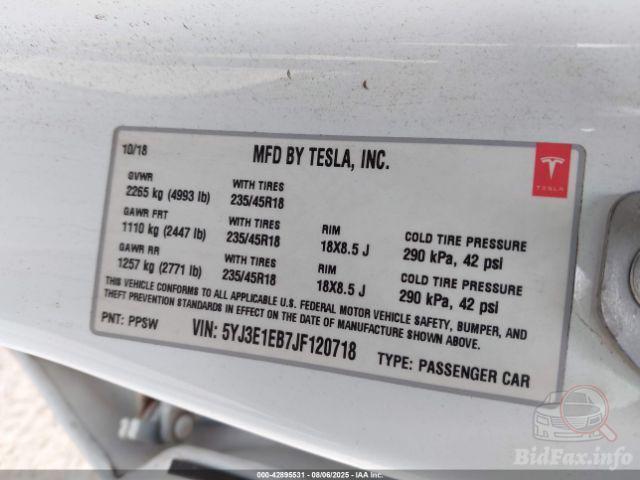 10/18
MFD BY TESLA, INC.
TESLA
GVWR
2265 kg (4993 lb)
WITH TIRES
235/45R18
GAWR FRT
1110 kg (2447 lb)
WITH TIRES
235/45R18
RIM
18X8.5 J
COLD TIRE PRESSURE
290 kPa, 42 psi
GAWR RR
1257 kg (2771 lb)
WITH TIRES
235/45R18
RIM
18X8.5 J
COLD TIRE PRESSURE
290 kPa, 42 psi
THIS VEHICLE CONFORMS TO ALL APPLICABLE U.S. FEDERAL MOTOR VEHICLE SAFETY, BUMPER, AND
THEFT PREVENTION STANDARDS IN EFFECT ON THE DATE OF MANUFACTURE SHOWN ABOVE.
PNT: PPSW
VIN: 5YJ3E1EB7JF120718
TYPE: PASSENGER CAR
BidFax.info
000-42895531 - 08/06/2025 - IAA Inc.